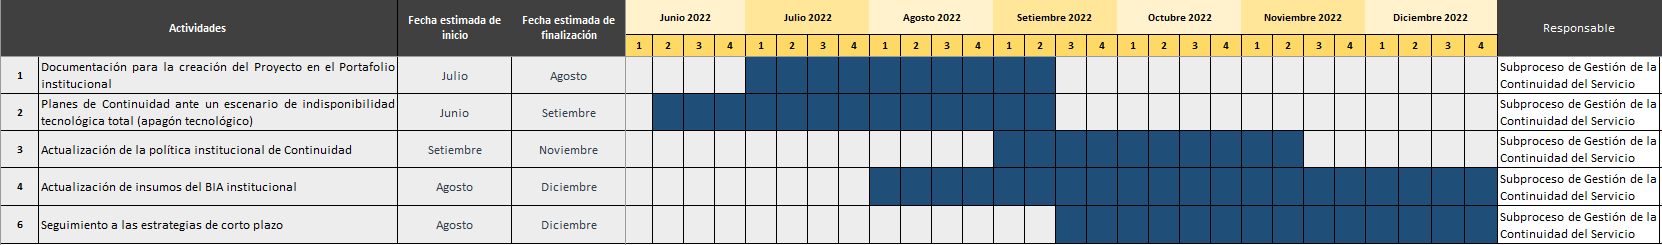 Actividades Fecha estimada de inicio Fecha estimada de finalización Junio 2022 Julio 2022 Agosto 2022 Setiembre 2022 Octubre 2022 Noviembre 2022 Diciembre 2022 Responsable
1 2 3 4 1 2 3 4 1 2 3 4 1 2 3 4 1 2 3 4 1 2 3 4 1 2 3 4
1 Documentación para la creación del Proyecto en el Portafolio institucional Julio Agosto Subproceso de Gestión de la Continuidad del Servicio
2 Planes de Continuidad ante un escenario de indisponibilidad tecnológica total (apagón tecnológico) Junio Setiembre Subproceso de Gestión de la Continuidad del Servicio
3 Actualización de la política institucional de Continuidad Setiembre Noviembre Subproceso de Gestión de la Continuidad del Servicio
4 Actualización de insumos del BIA institucional Agosto Diciembre Subproceso de Gestión de la Continuidad del Servicio
6 Seguimiento a las estrategias de corto plazo Agosto Diciembre Subproceso de Gestión de la Continuidad del Servicio